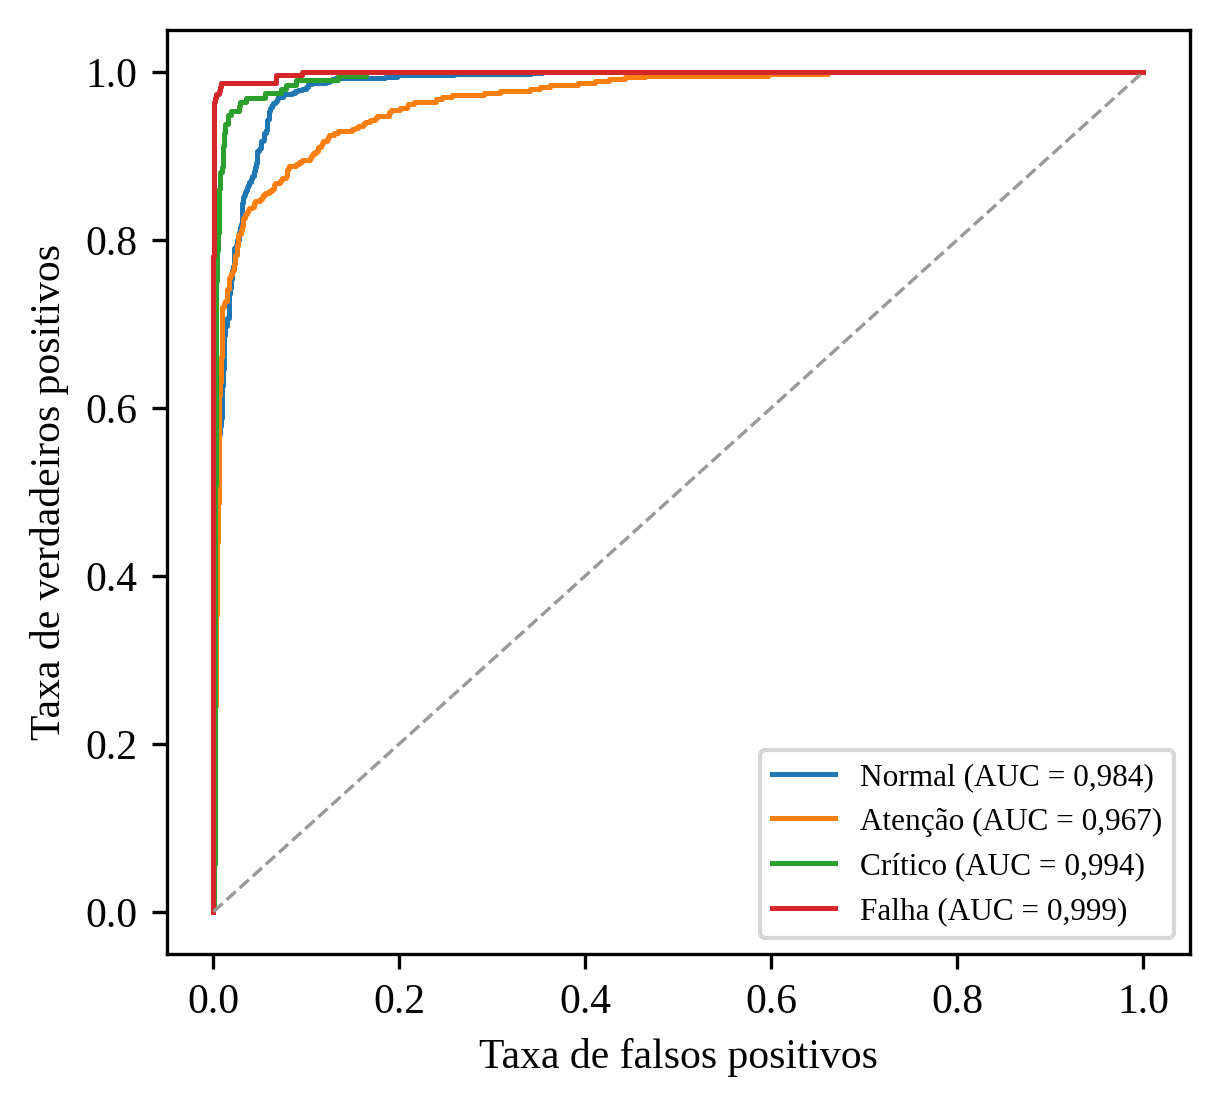 1.0
0.8
0.6
0.4
0.2
0.0
Taxa de verdadeiros positivos
Normal (AUC = 0,984)
Atenção (AUC = 0,967)
Crítico (AUC = 0,994)
Falha (AUC = 0,999)
0.0 0.2 0.4 0.6 0.8 1.0
Taxa de falsos positivos